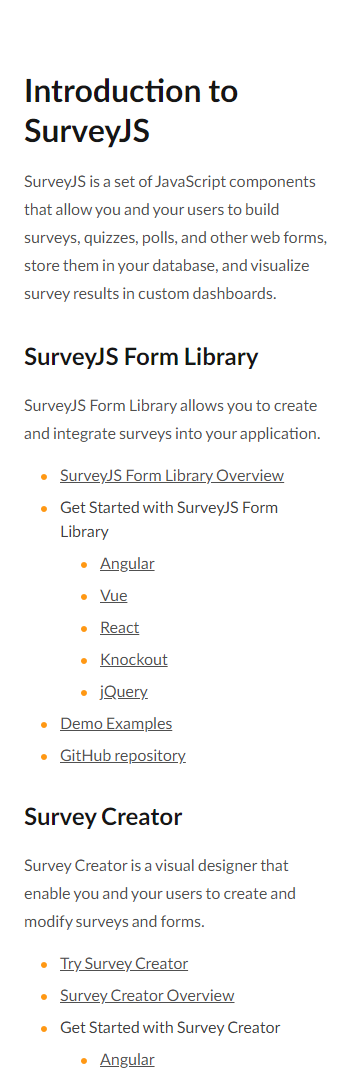 Introduction to
SurveyJS
SurveyJS is a set of JavaScript components
that allow you and your users to build
surveys, quizzes, polls, and other web forms,
store them in your database, and visualize
survey results in custom dashboards.
SurveyJS Form Library
SurveyJS Form Library allows you to create
and integrate surveys into your application.
SurveyJS Form Library Overview
Get Started with SurveyJS Form
Library
Angular
Vue
React
Knockout
jQuery
Demo Examples
GitHub repository
Survey Creator
Survey Creator is a visual designer that
enable you and your users to create and
modify surveys and forms.
Try Survey Creator
Survey Creator Overview
Get Started with Survey Creator
Angular